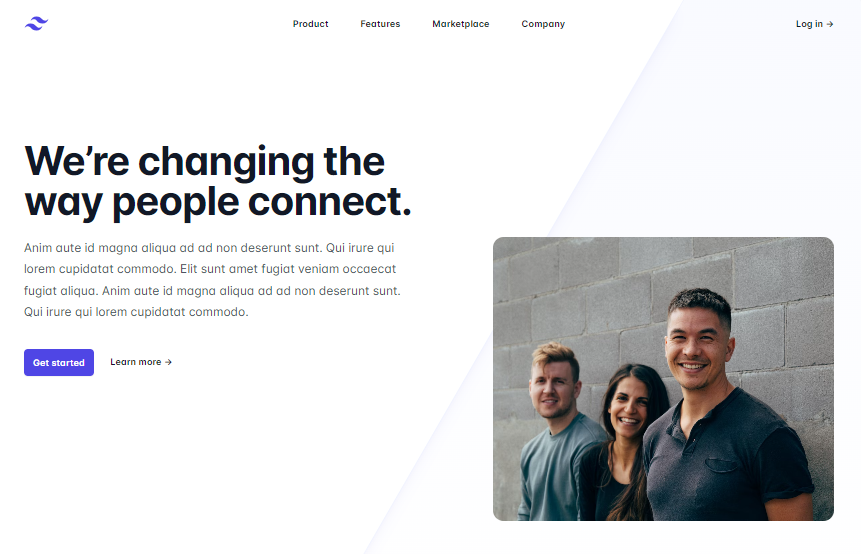 Product Features Marketplace Company Log in →
We’re changing the
way people connect.
Anim aute id magna aliqua ad ad non deserunt sunt. Qui irure qui
lorem cupidatat commodo. Elit sunt amet fugiat veniam occaecat
fugiat aliqua. Anim aute id magna aliqua ad ad non deserunt sunt.
Qui irure qui lorem cupidatat commodo.
Get started Learn more →